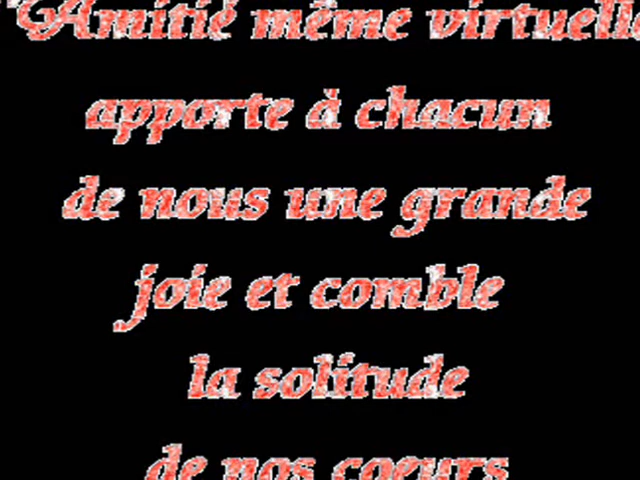 "Amitié même virtuelle
apporte à chacun
de nous une grande
joie et comble
la solitude
de nos coeurs